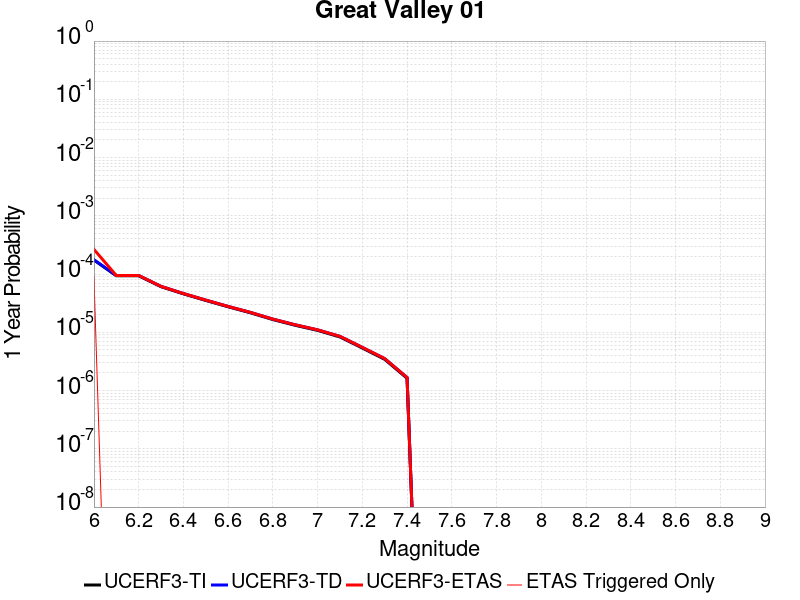 Great Valley 01
1 Year Probability
10^0
10^-1
10^-2
10^-3
10^-4
10^-5
10^-6
10^-7
10^-8
6 6.2 6.4 6.6 6.8 7 7.2 7.4 7.6 7.8 8 8.2 8.4 8.6 8.8 9
Magnitude
UCERF3-TI UCERF3-TD UCERF3-ETAS ETAS Triggered Only